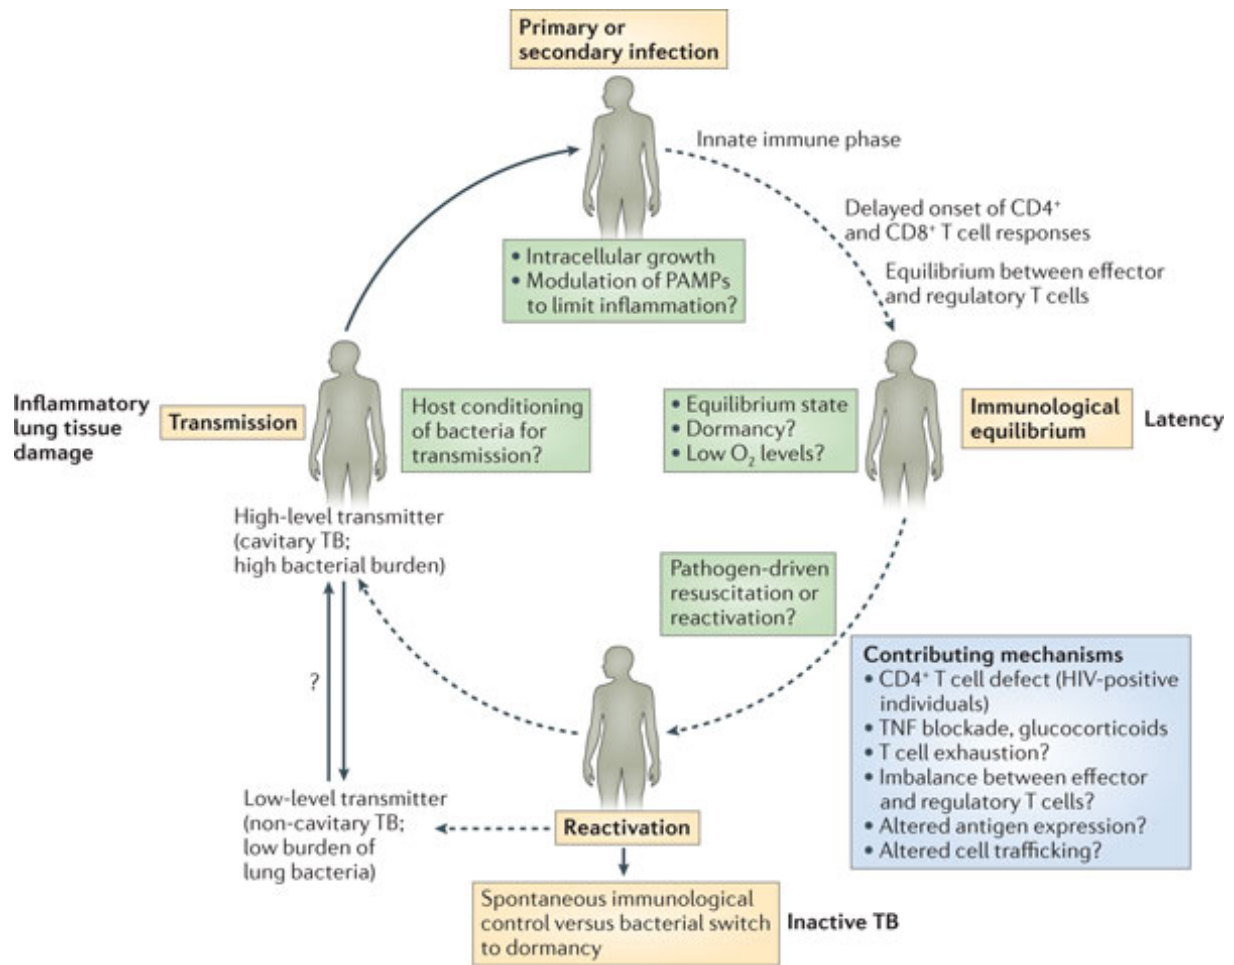 Primary or
secondary infection
Innate immune phase
Delayed onset of CD4⁺
and CD8⁺ T cell responses
Equilibrium between effector
and regulatory T cells
• Intracellular growth
• Modulation of PAMPs
to limit inflammation?
Inflammatory
lung tissue
damage
Transmission
Host conditioning
of bacteria for
transmission?
• Equilibrium state
• Dormancy?
• Low O₂ levels?
Immunological
equilibrium
Latency
High-level transmitter
(cavitary TB;
high bacterial burden)
Pathogen-driven
resuscitation or
reactivation?
Contributing mechanisms
• CD4⁺ T cell defect (HIV-positive
individuals)
• TNF blockade, glucocorticoids
• T cell exhaustion?
• Imbalance between effector
and regulatory T cells?
• Altered antigen expression?
• Altered cell trafficking?
?
Low-level transmitter
(non-cavitary TB;
low burden of
lung bacteria)
Reactivation
Spontaneous immunological
control versus bacterial switch
to dormancy
Inactive TB